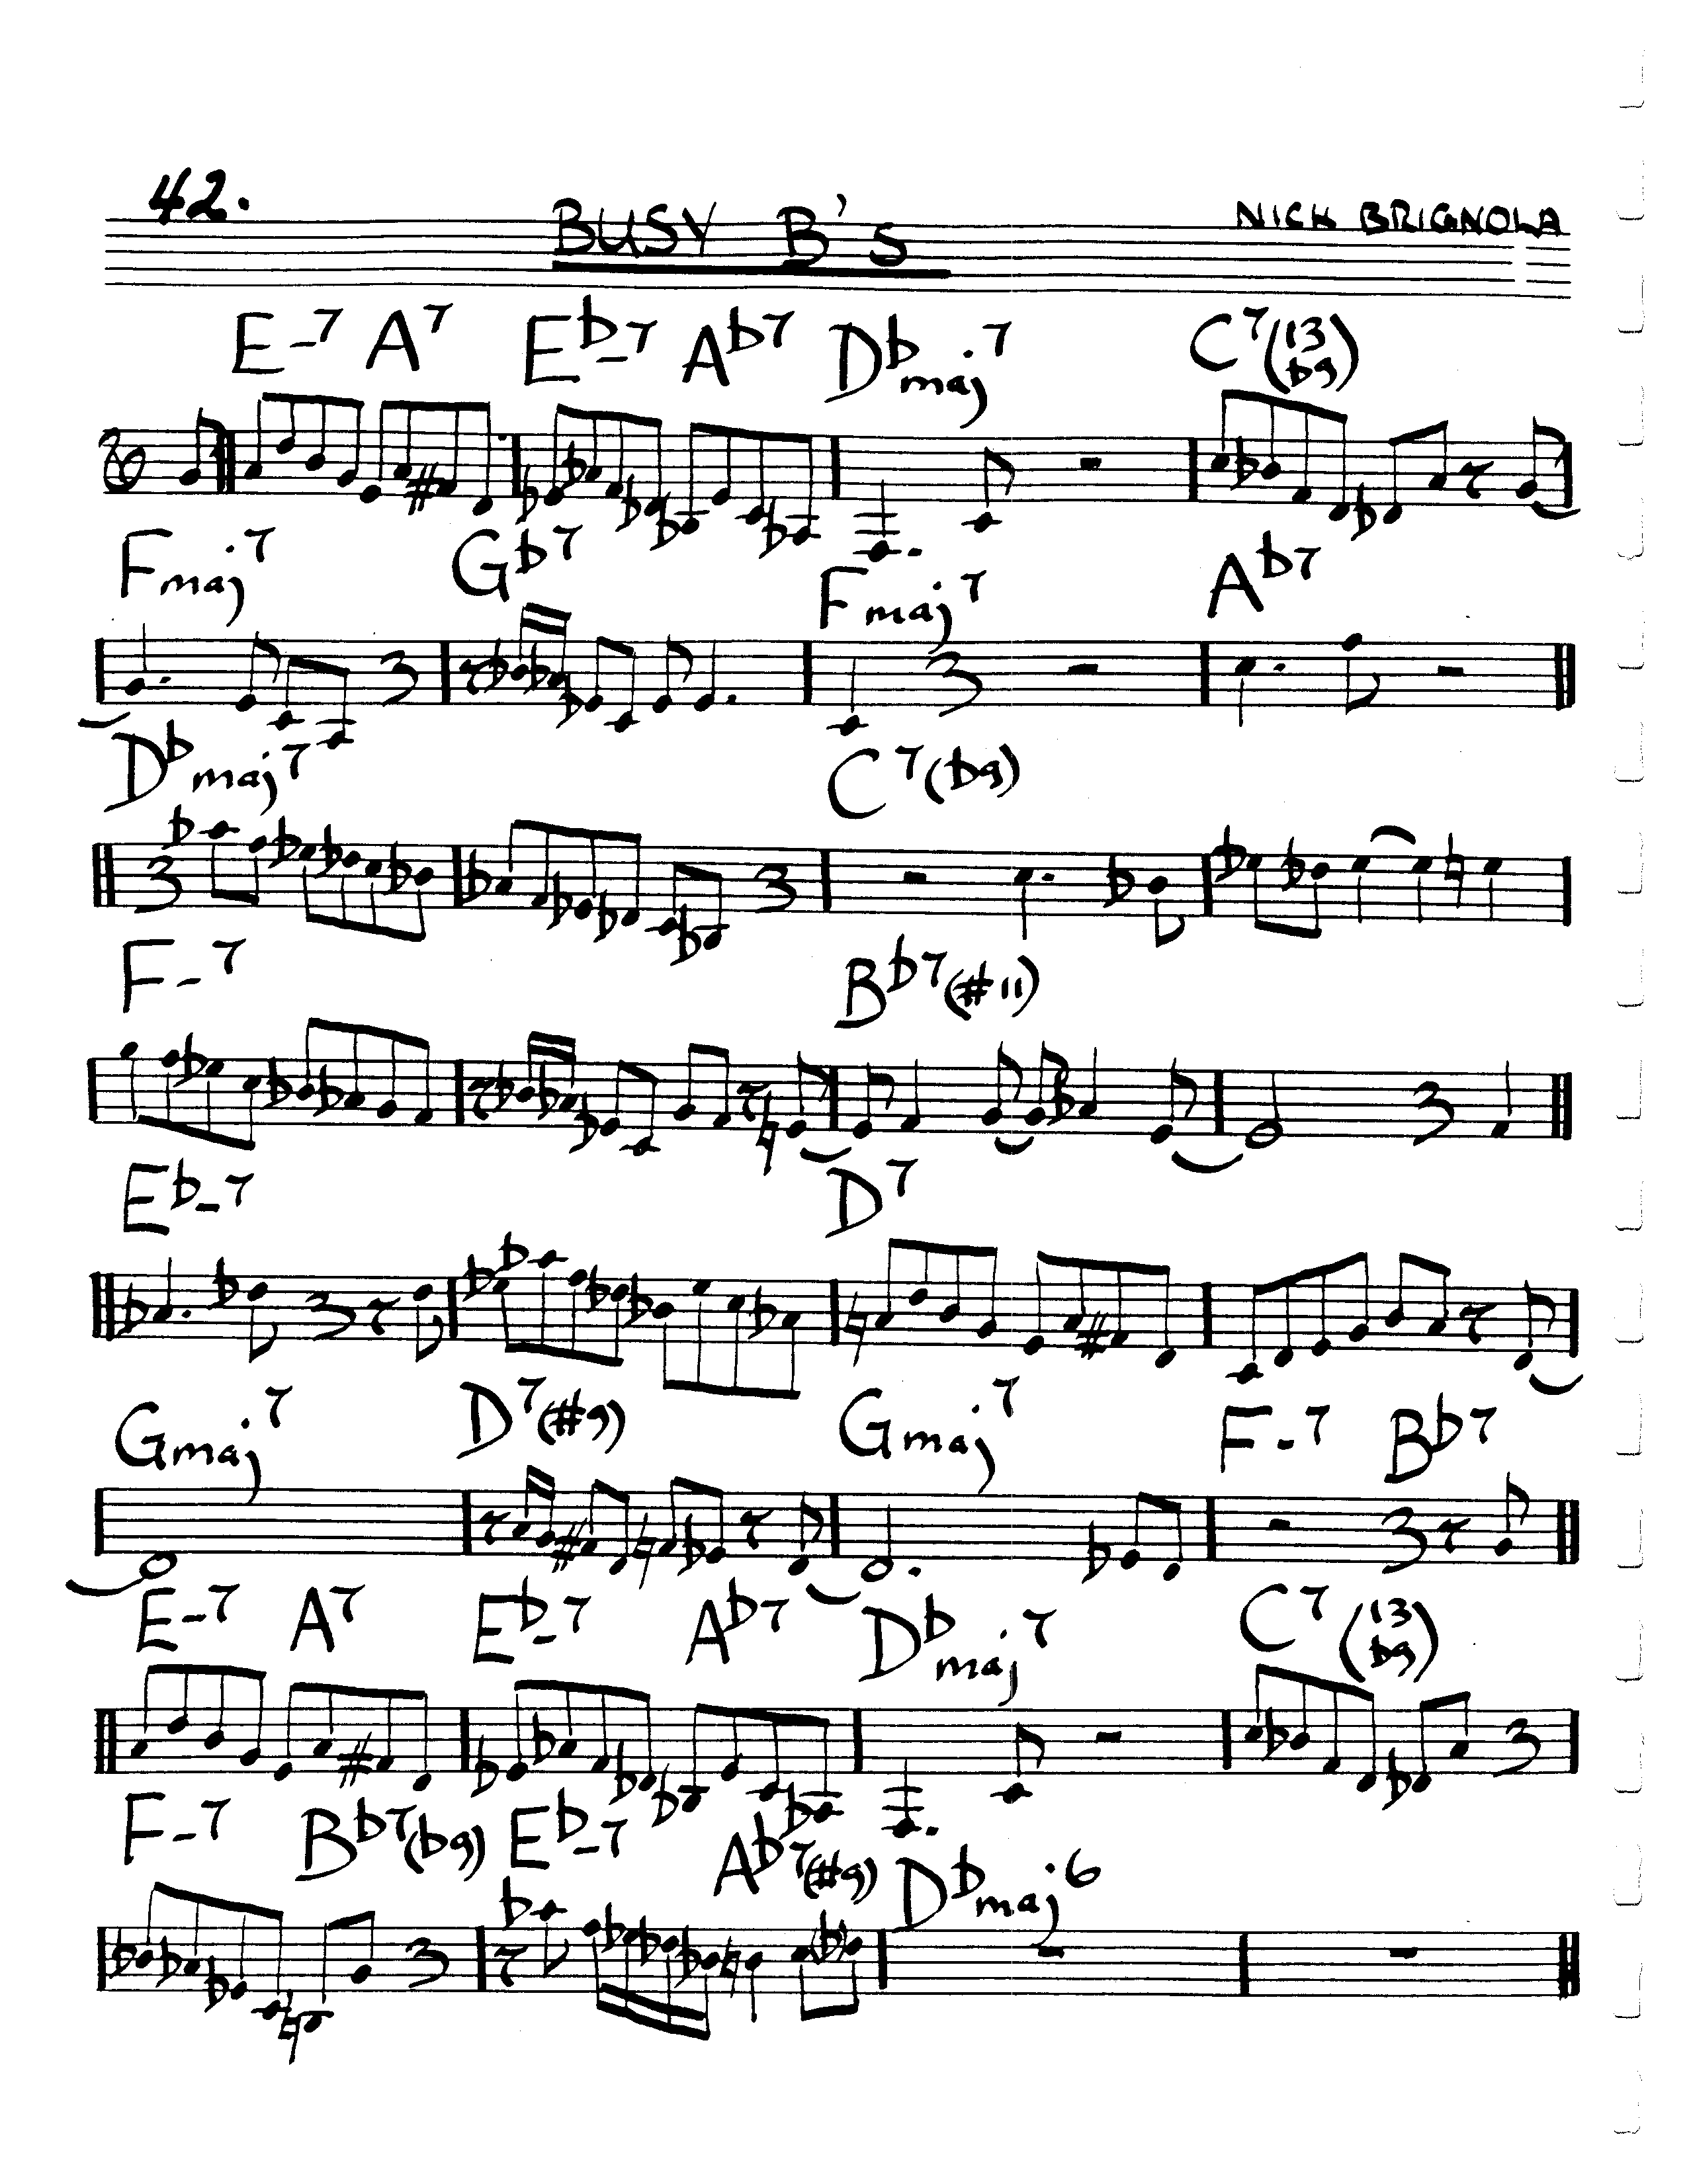 42.
BUSY B's
NICK BRIGNOLA
E-7 A7 Eb-7 Ab7 Dbmaj7 C7(13 b9)
Fmaj7 Gb7 Fmaj7 Ab7
Dbmaj7 C7(b9)
F-7 Bb7(#11)
Eb-7 D7
Gmaj7 D7(#9) Gmaj7 F-7 Bb7
E-7 A7 Eb-7 Ab7 Dbmaj7 C7(13 b9)
F-7 Bb7(b9) Eb-7 Ab7(#9) Dbmaj6